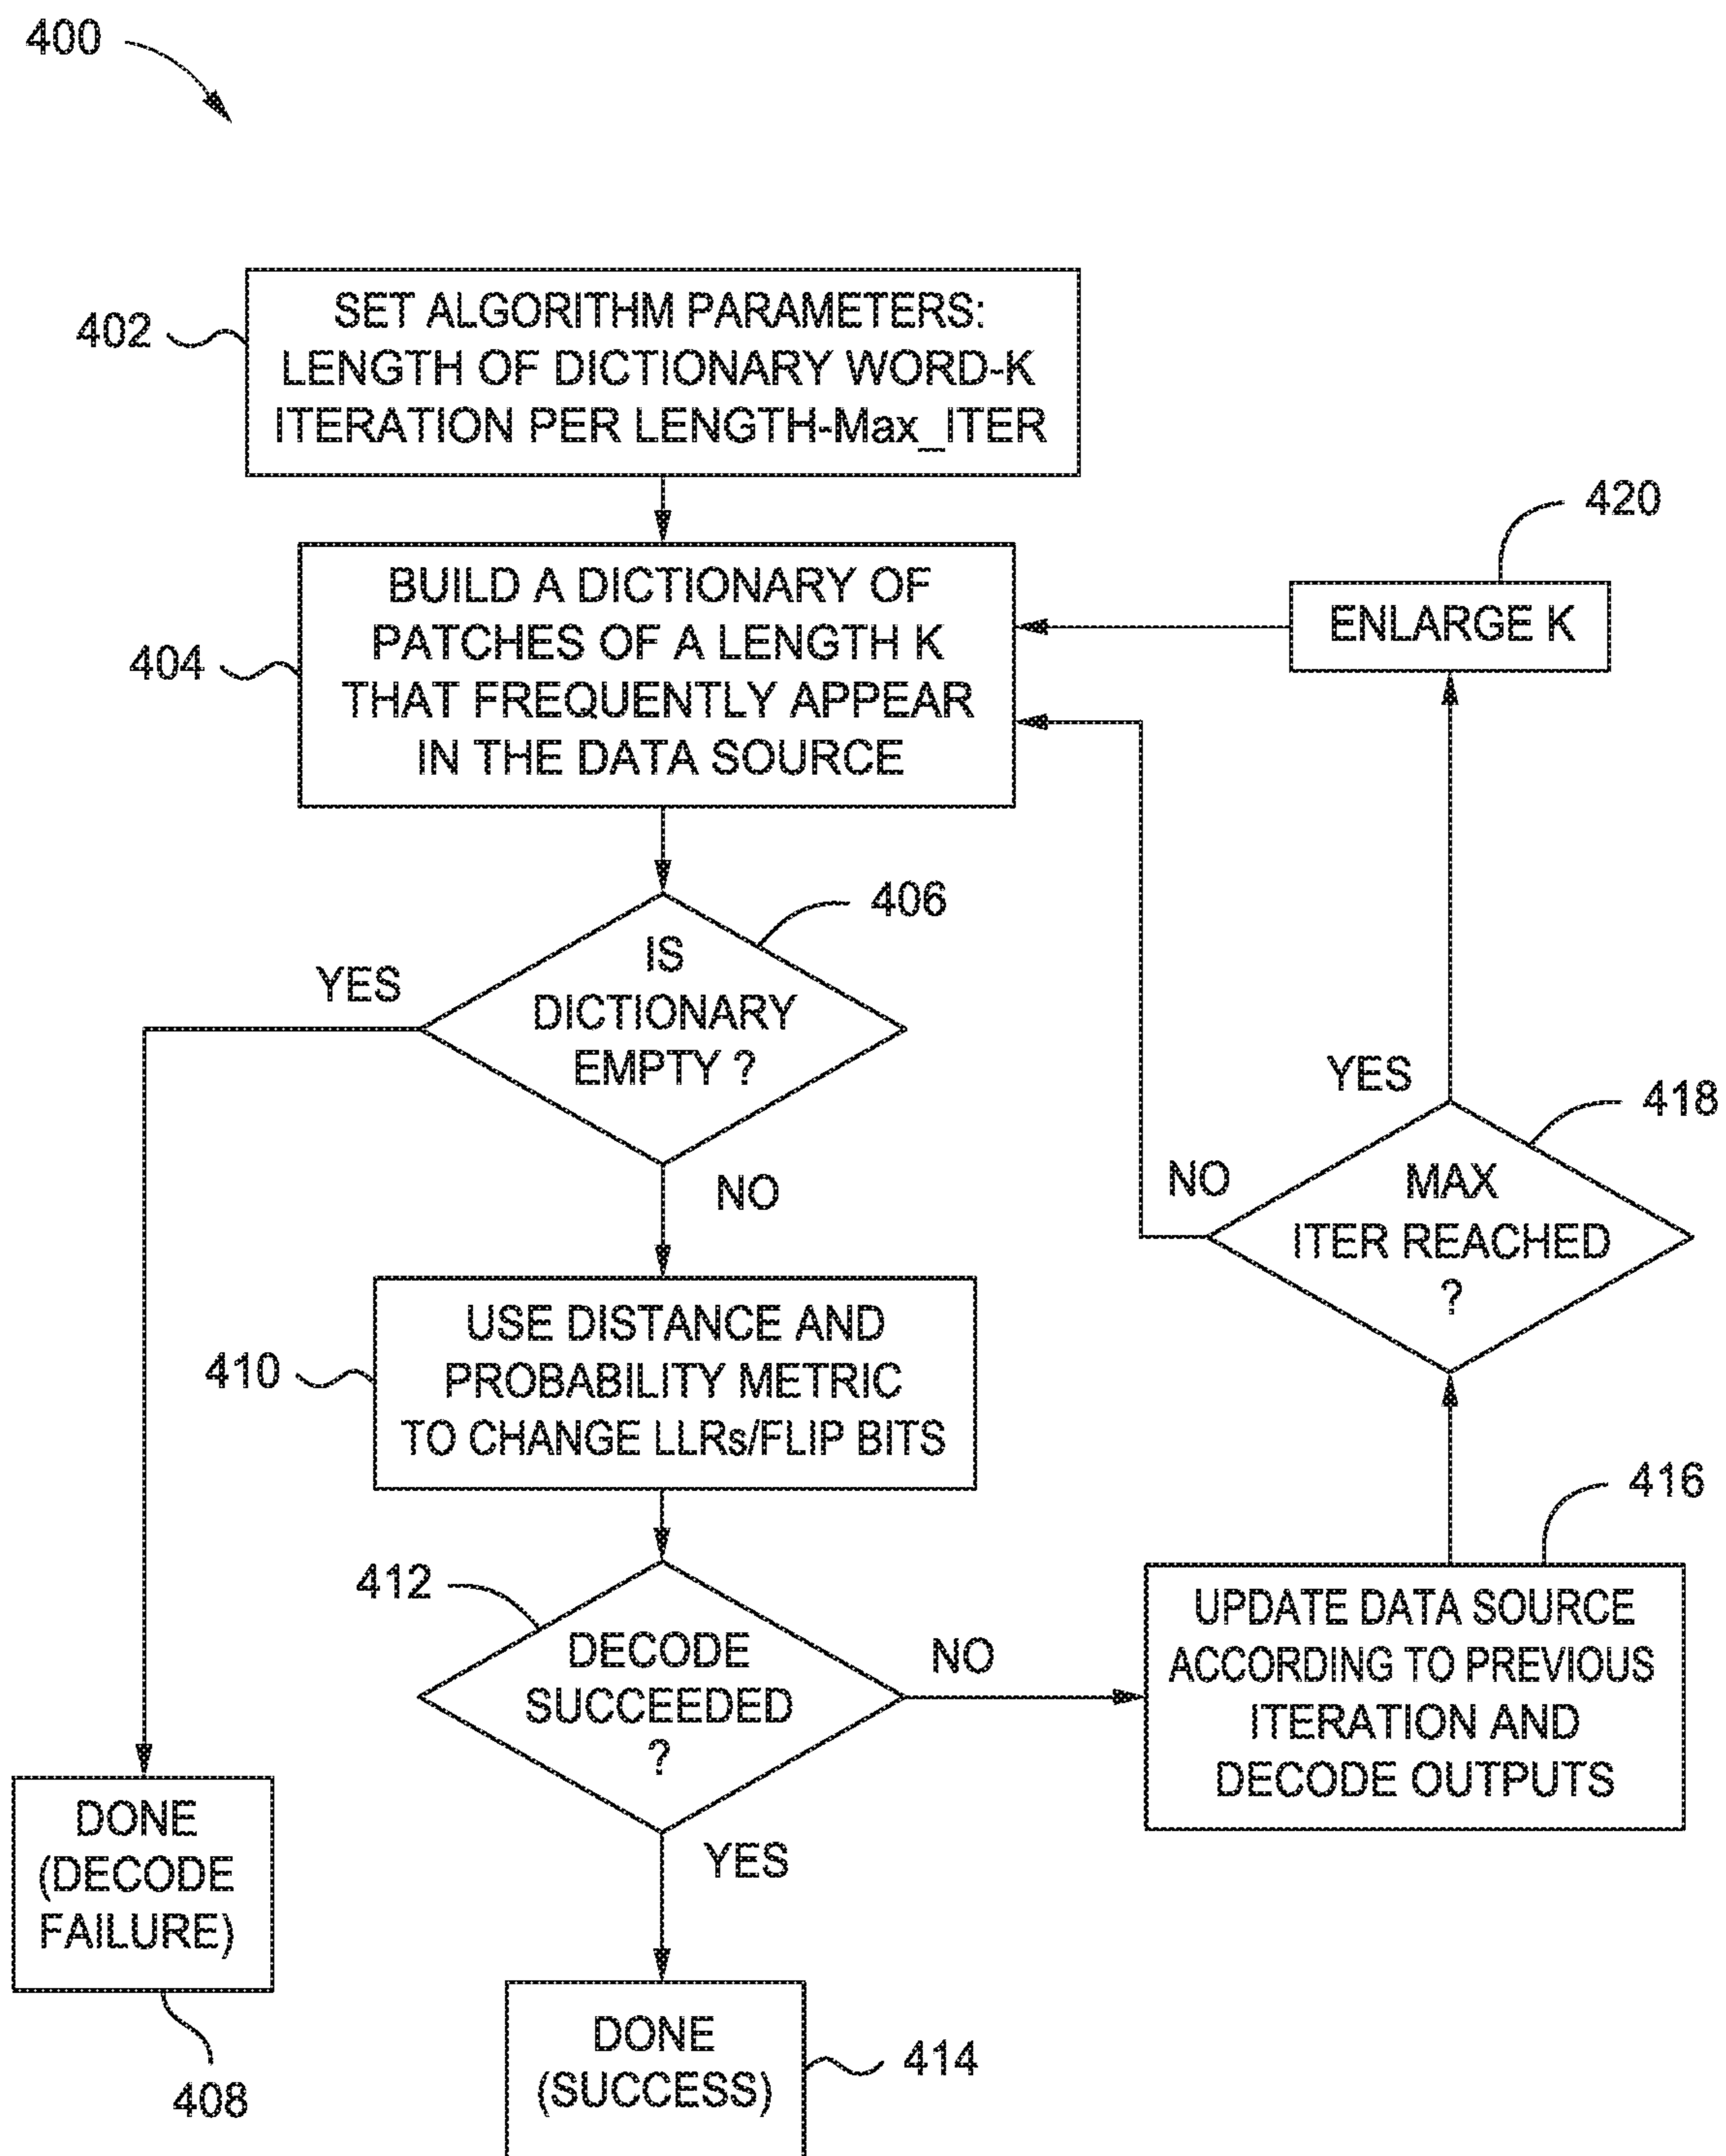 400
402
SET ALGORITHM PARAMETERS:
LENGTH OF DICTIONARY WORD-K
ITERATION PER LENGTH-Max_ITER
404
BUILD A DICTIONARY OF
PATCHES OF A LENGTH K
THAT FREQUENTLY APPEAR
IN THE DATA SOURCE
420
ENLARGE K
406
IS
DICTIONARY
EMPTY ?
YES
NO
418
MAX
ITER REACHED
?
YES
NO
410
USE DISTANCE AND
PROBABILITY METRIC
TO CHANGE LLRs/FLIP BITS
412
DECODE
SUCCEEDED
?
NO
YES
416
UPDATE DATA SOURCE
ACCORDING TO PREVIOUS
ITERATION AND
DECODE OUTPUTS
DONE
(DECODE
FAILURE)
408
DONE
(SUCCESS)
414